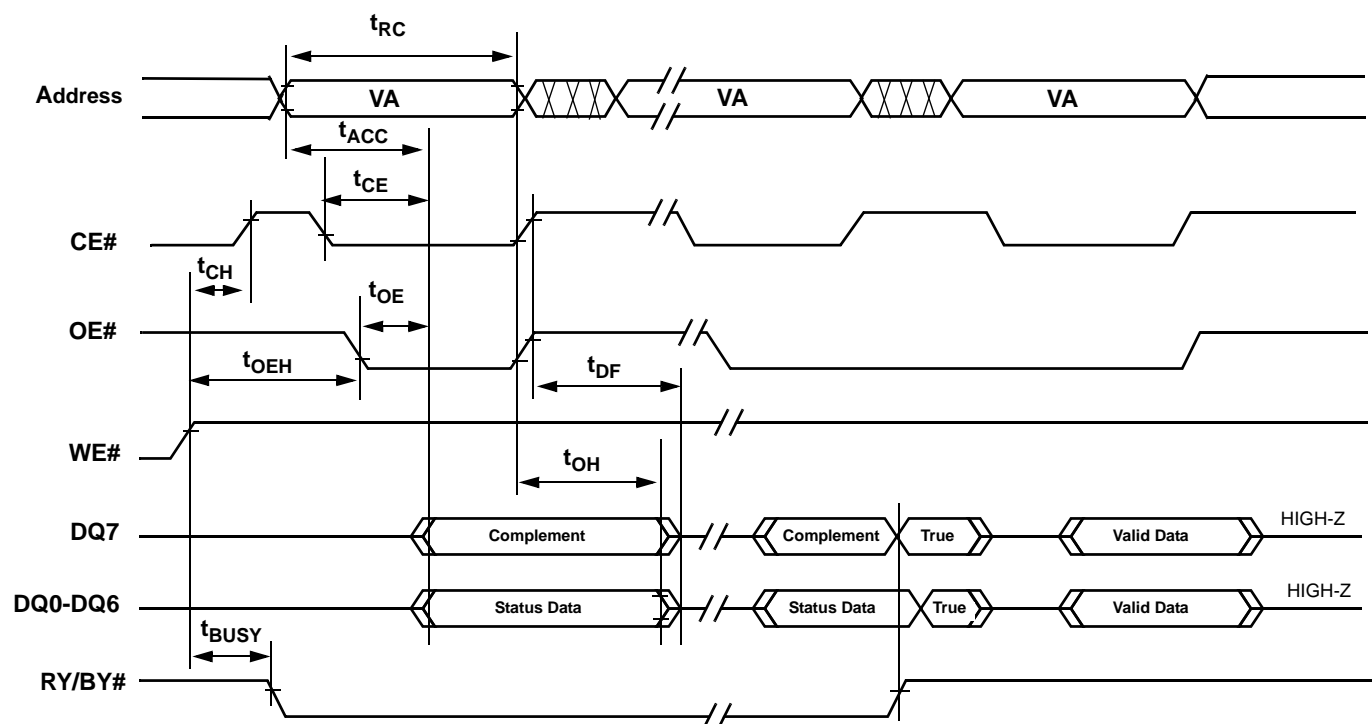 tRC
Address VA VA VA
tACC
tCE
CE#
tCH
tOE
OE#
tOEH
tDF
WE#
tOH
DQ7 Complement Complement True Valid Data HIGH-Z
DQ0-DQ6 Status Data Status Data True Valid Data HIGH-Z
tBUSY
RY/BY#